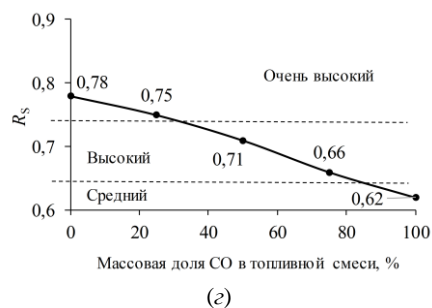 0,9
0,8
0,7
0,6
R_S
0,78
0,75
0,71
0,66
0,62
Очень высокий
Высокий
Средний
0 20 40 60 80 100
Массовая доля СО в топливной смеси, %
(г)